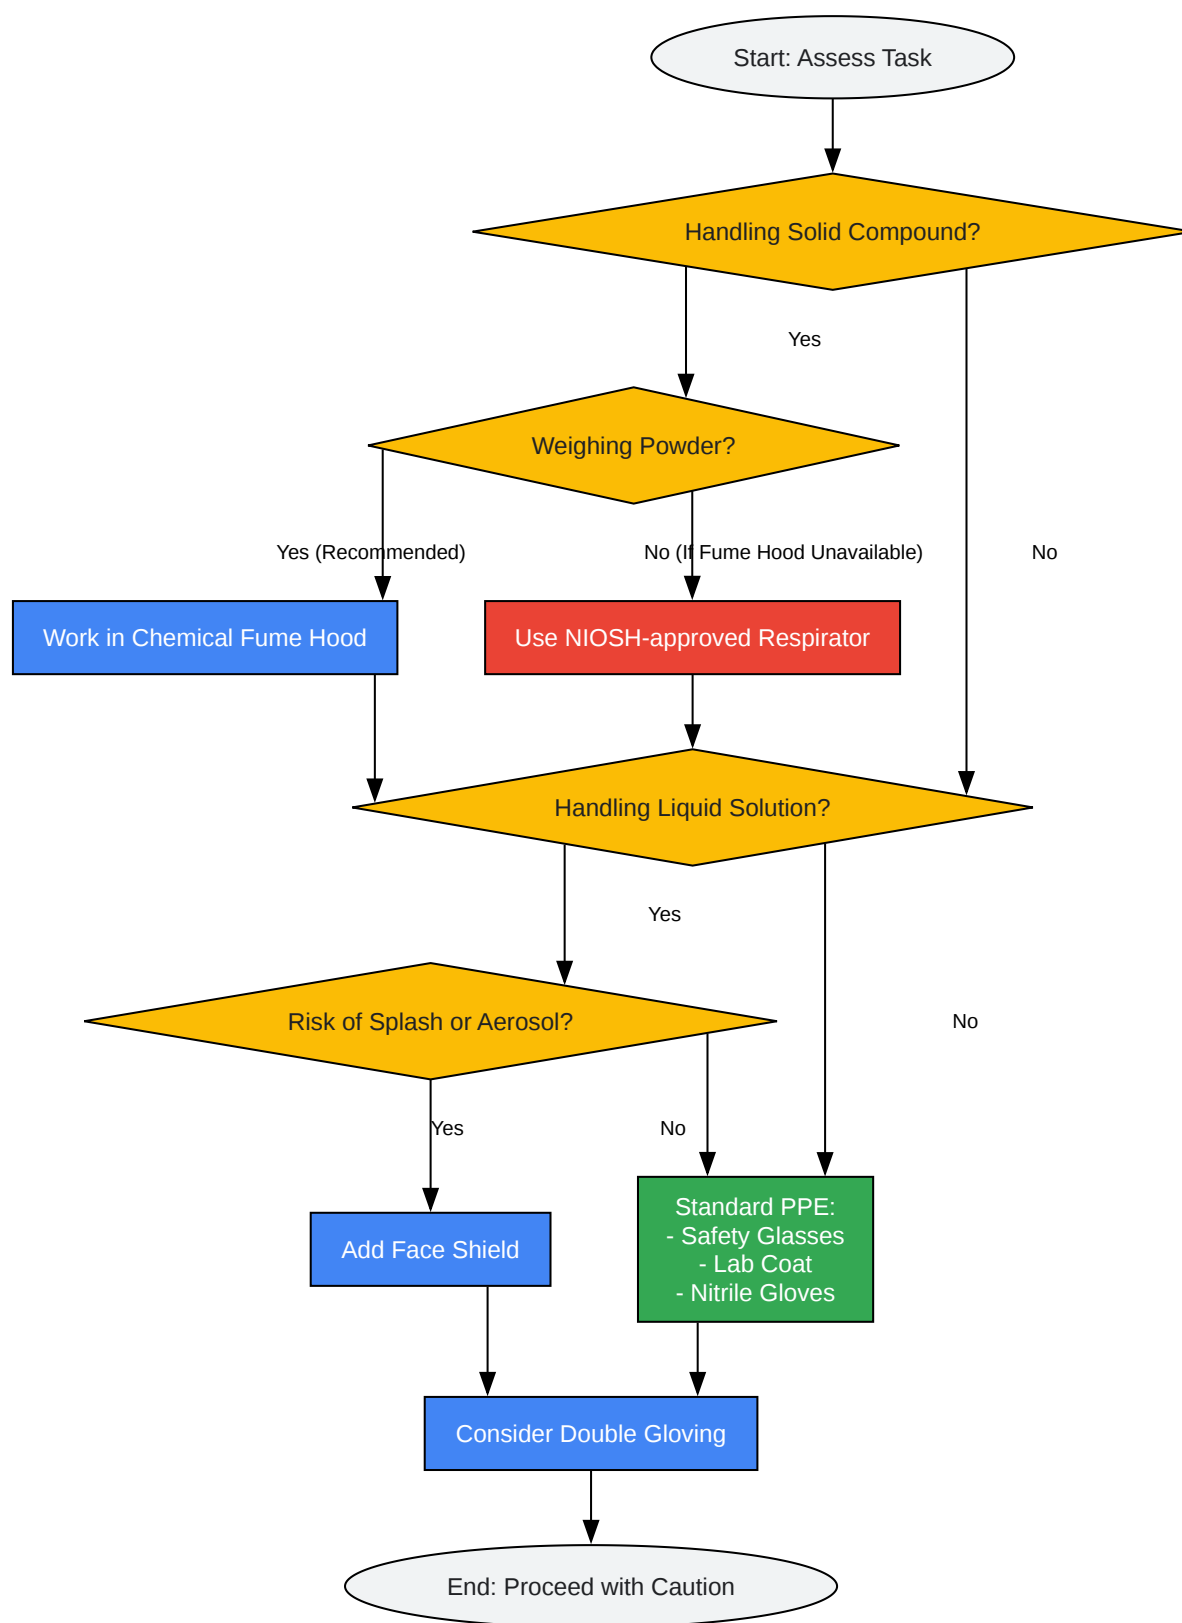 Start: Assess Task
Handling Solid Compound?
Yes
Weighing Powder?
Yes (Recommended)
No (If Fume Hood Unavailable)
No
Work in Chemical Fume Hood
Use NIOSH-approved Respirator
Handling Liquid Solution?
Yes
Risk of Splash or Aerosol?
No
Yes
No
Standard PPE:
- Safety Glasses
- Lab Coat
- Nitrile Gloves
Add Face Shield
Consider Double Gloving
End: Proceed with Caution